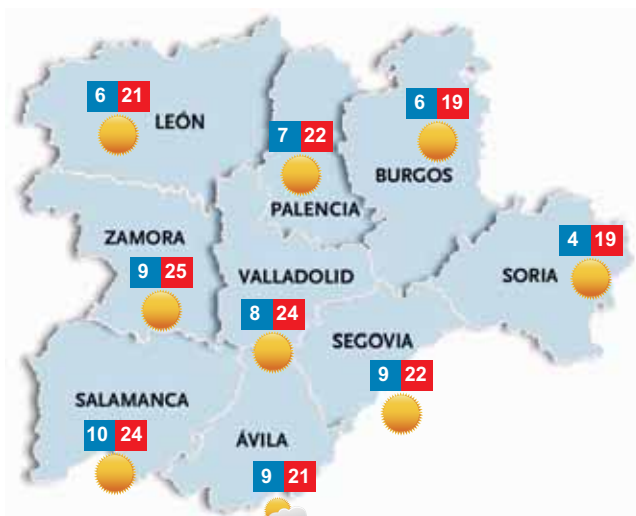 6 21
LEÓN
6 19
BURGOS
7 22
PALENCIA
ZAMORA
9 25
VALLADOLID
8 24
4 19
SORIA
SEGOVIA
9 22
SALAMANCA
10 24
ÁVILA
9 21